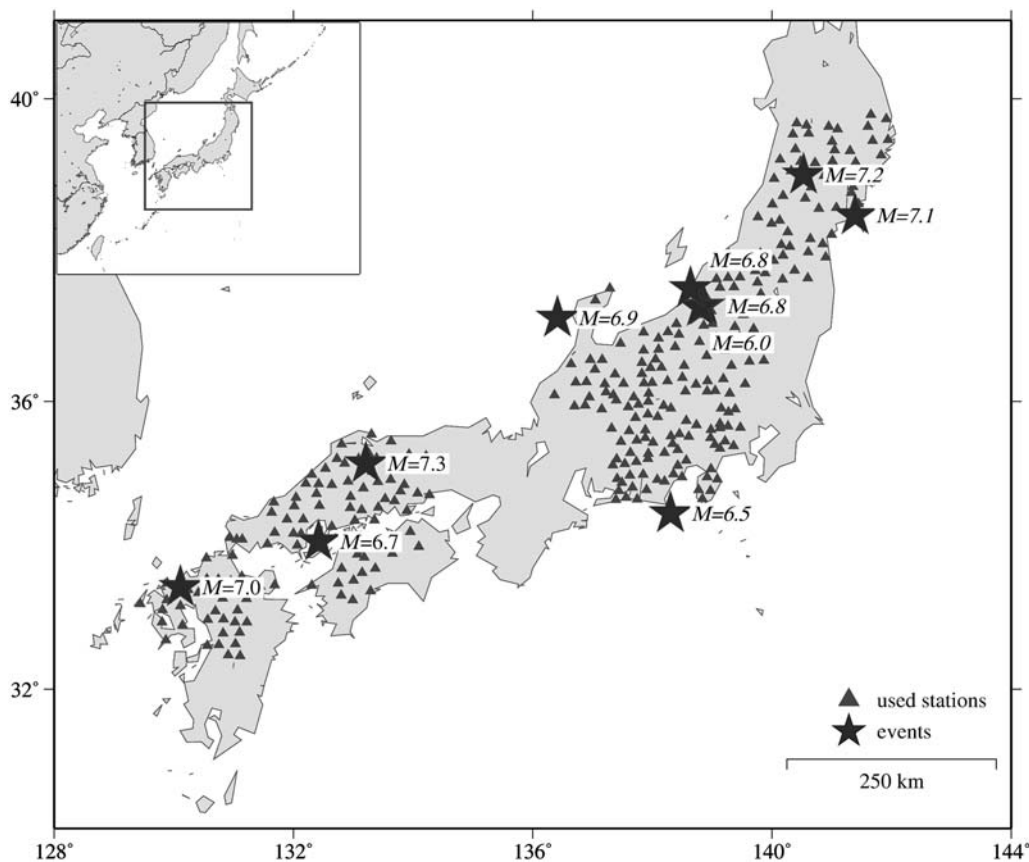 40°
36°
32°
M=7.2
M=7.1
M=6.8
M=6.8
M=6.9
M=6.0
M=7.3
M=6.5
M=6.7
M=7.0
used stations
events
250 km
128
132
136
140
144